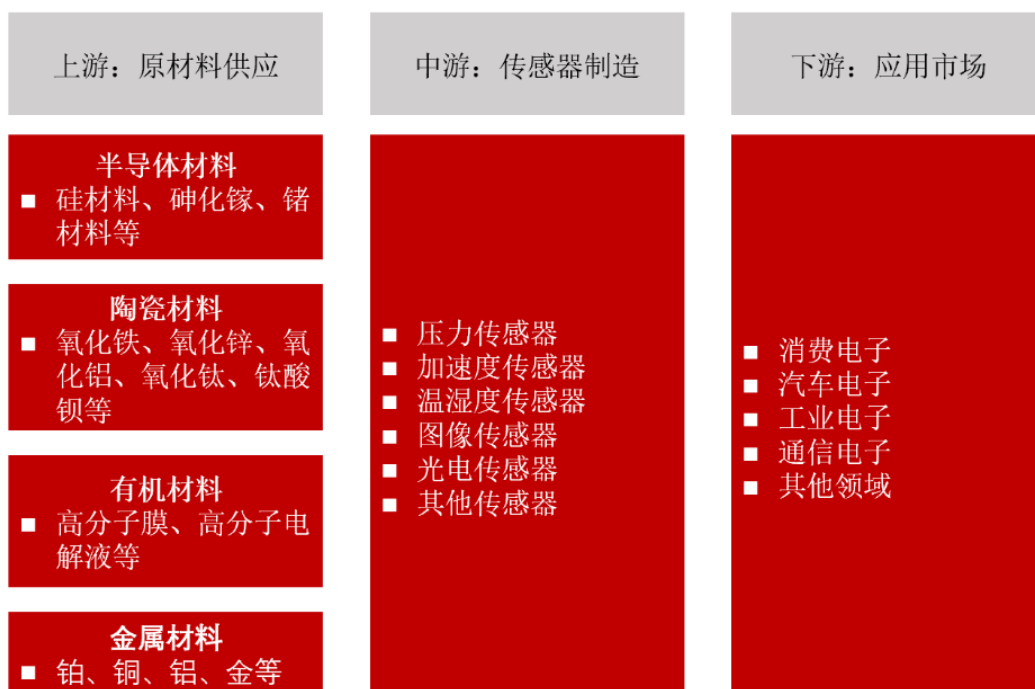 上游：原材料供应
半导体材料
■ 硅材料、砷化镓、锗
材料等
陶瓷材料
■ 氧化铁、氧化锌、氧
化铝、氧化钛、钛酸
钡等
有机材料
■ 高分子膜、高分子电
解液等
金属材料
■ 铂、铜、铝、金等
中游：传感器制造
■ 压力传感器
■ 加速度传感器
■ 温湿度传感器
■ 图像传感器
■ 光电传感器
■ 其他传感器
下游：应用市场
■ 消费电子
■ 汽车电子
■ 工业电子
■ 通信电子
■ 其他领域